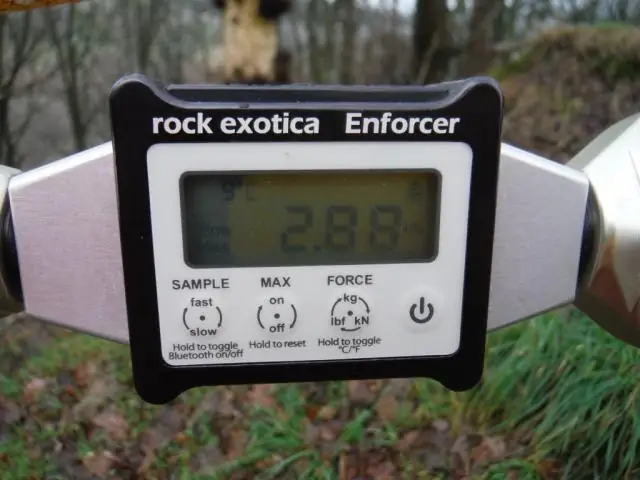 rock exotica Enforcer
9° C
2.88
SAMPLE MAX FORCE
fast on kg
slow off lbf kN
Hold to toggle Hold to reset Hold to toggle
Bluetooth on/off °C/°F